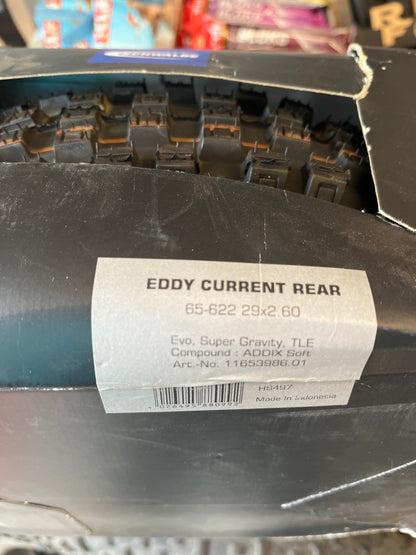 SCHWALBE
EDDY CURRENT REAR
65-622 29x2.60
Evo, Super Gravity, TLE
Compound : ADDIX Soft
Art.-No. 11653986.01
HS497
Made In Indonesia